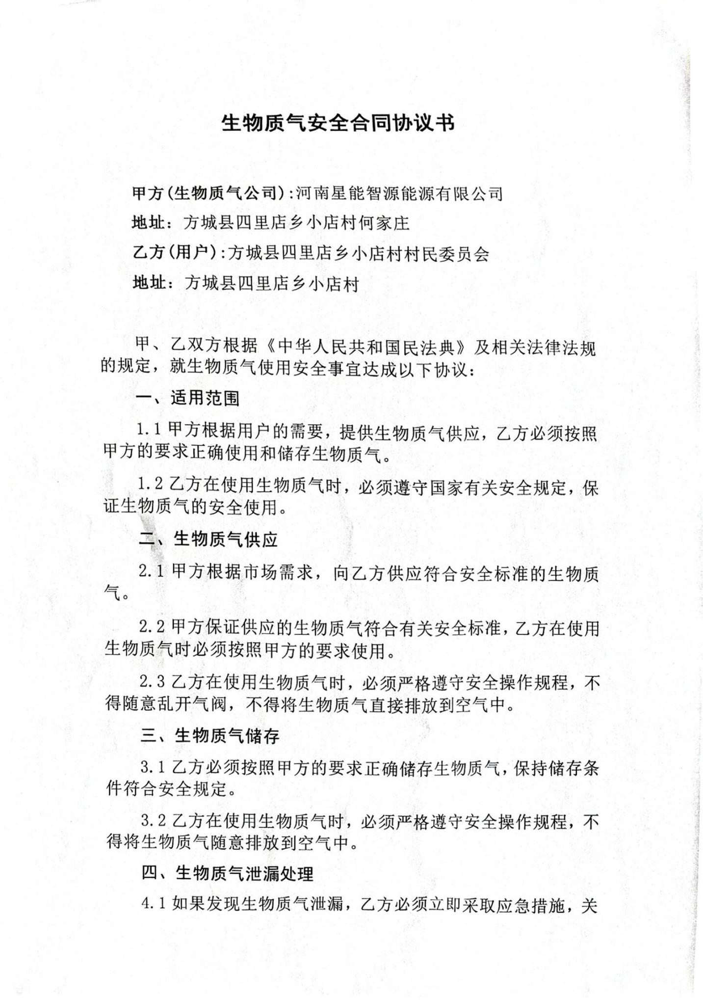 生物质气安全合同协议书
甲方(生物质气公司):河南星能智源能源有限公司
地址：方城县四里店乡小店村何家庄
乙方(用户):方城县四里店乡小店村村民委员会
地址：方城县四里店乡小店村
甲、乙双方根据《中华人民共和国民法典》及相关法律法规
的规定，就生物质气使用安全事宜达成以下协议：
一、适用范围
1.1 甲方根据用户的需要，提供生物质气供应，乙方必须按照
甲方的要求正确使用和储存生物质气。
1.2 乙方在使用生物质气时，必须遵守国家有关安全规定，保
证生物质气的安全使用。
二、生物质气供应
2.1 甲方根据市场需求，向乙方供应符合安全标准的生物质
气。
2.2 甲方保证供应的生物质气符合有关安全标准，乙方在使用
生物质气时必须按照甲方的要求使用。
2.3 乙方在使用生物质气时，必须严格遵守安全操作规程，不
得随意乱开气阀，不得将生物质气直接排放到空气中。
三、生物质气储存
3.1 乙方必须按照甲方的要求正确储存生物质气，保持储存条
件符合安全规定。
3.2 乙方在使用生物质气时，必须严格遵守安全操作规程，不
得将生物质气随意排放到空气中。
四、生物质气泄漏处理
4.1 如果发现生物质气泄漏，乙方必须立即采取应急措施，关